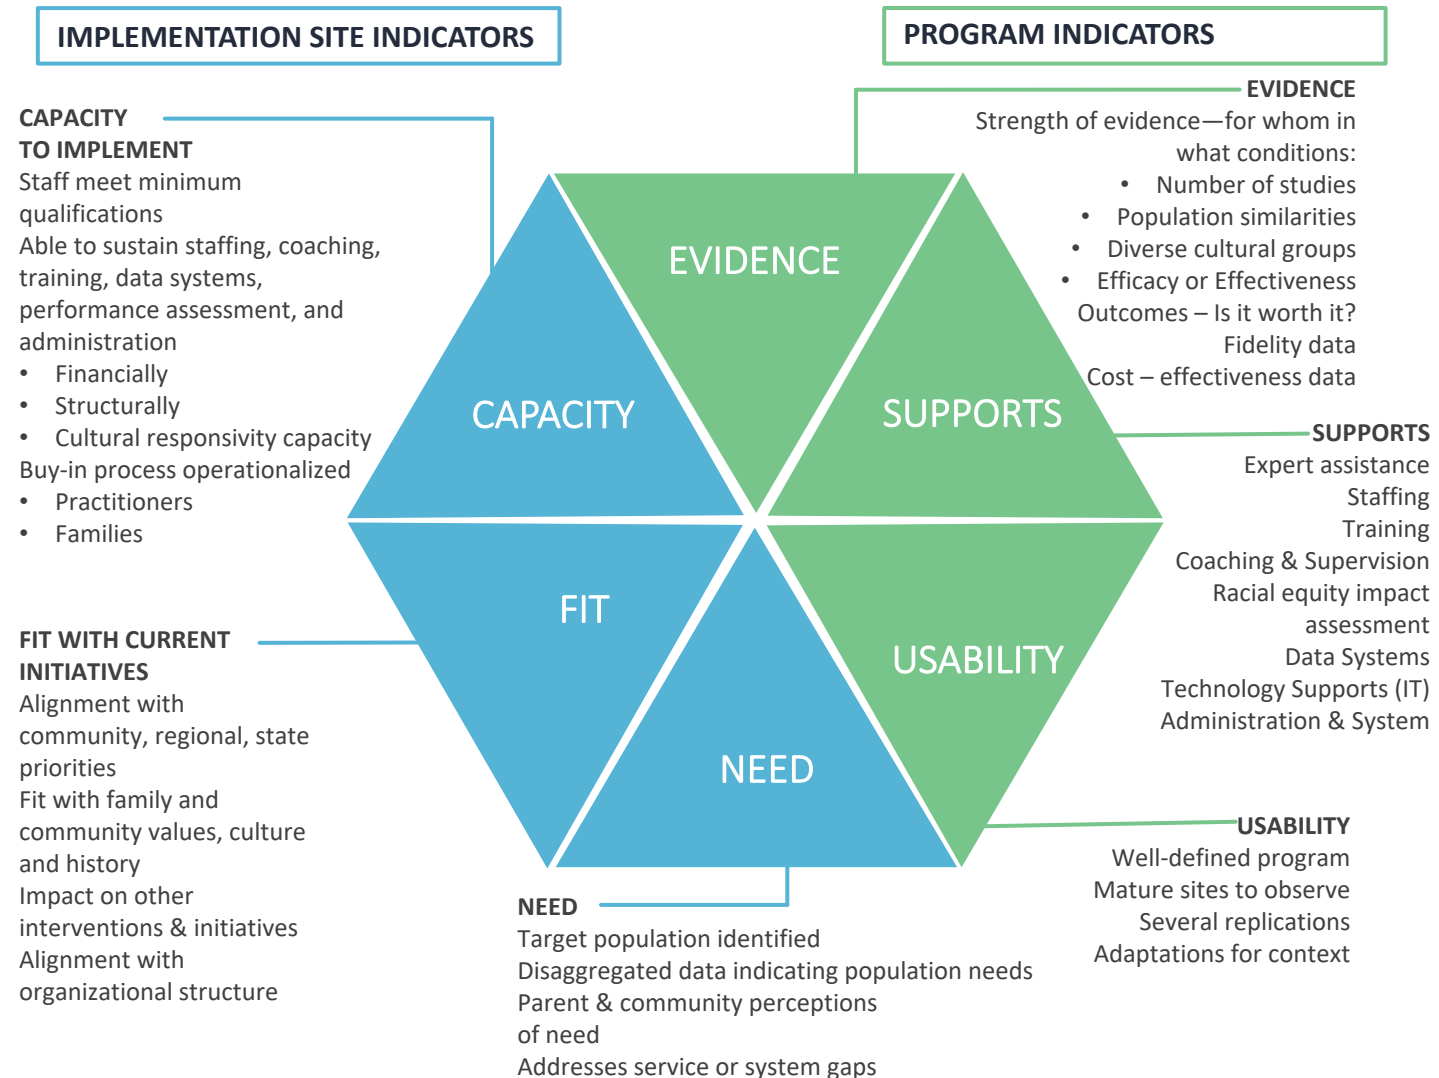 IMPLEMENTATION SITE INDICATORS
PROGRAM INDICATORS
CAPACITY
TO IMPLEMENT
Staff meet minimum
qualifications
Able to sustain staffing, coaching,
training, data systems,
performance assessment, and
administration
• Financially
• Structurally
• Cultural responsivity capacity
Buy-in process operationalized
• Practitioners
• Families
FIT WITH CURRENT
INITIATIVES
Alignment with
community, regional, state
priorities
Fit with family and
community values, culture
and history
Impact on other
interventions & initiatives
Alignment with
organizational structure
EVIDENCE
CAPACITY
SUPPORTS
FIT
USABILITY
NEED
NEED
Target population identified
Disaggregated data indicating population needs
Parent & community perceptions
of need
Addresses service or system gaps
EVIDENCE
Strength of evidence—for whom in
what conditions:
• Number of studies
• Population similarities
• Diverse cultural groups
• Efficacy or Effectiveness
Outcomes – Is it worth it?
Fidelity data
Cost – effectiveness data
SUPPORTS
Expert assistance
Staffing
Training
Coaching & Supervision
Racial equity impact
assessment
Data Systems
Technology Supports (IT)
Administration & System
USABILITY
Well-defined program
Mature sites to observe
Several replications
Adaptations for context